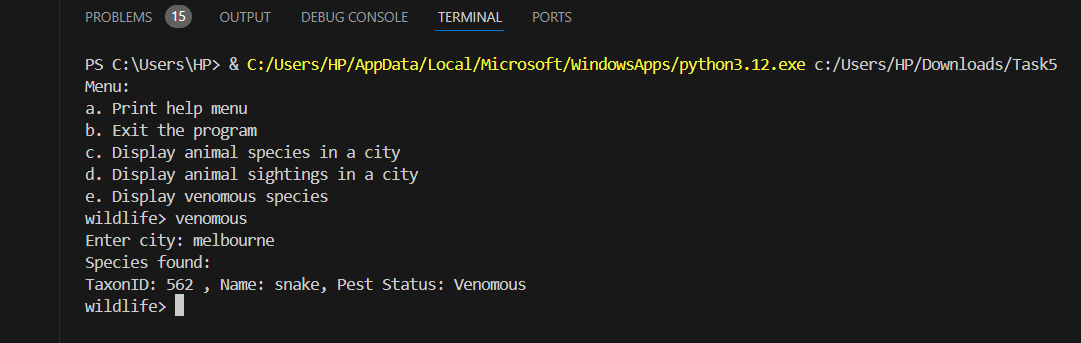 PROBLEMS 15 OUTPUT DEBUG CONSOLE TERMINAL PORTS
PS C:\Users\HP> & C:/Users/HP/AppData/Local/Microsoft/WindowsApps/python3.12.exe c:/Users/HP/Downloads/Task5
Menu:
a. Print help menu
b. Exit the program
c. Display animal species in a city
d. Display animal sightings in a city
e. Display venomous species
wildlife> venomous
Enter city: melbourne
Species found:
TaxonID: 562 , Name: snake, Pest Status: Venomous
wildlife>